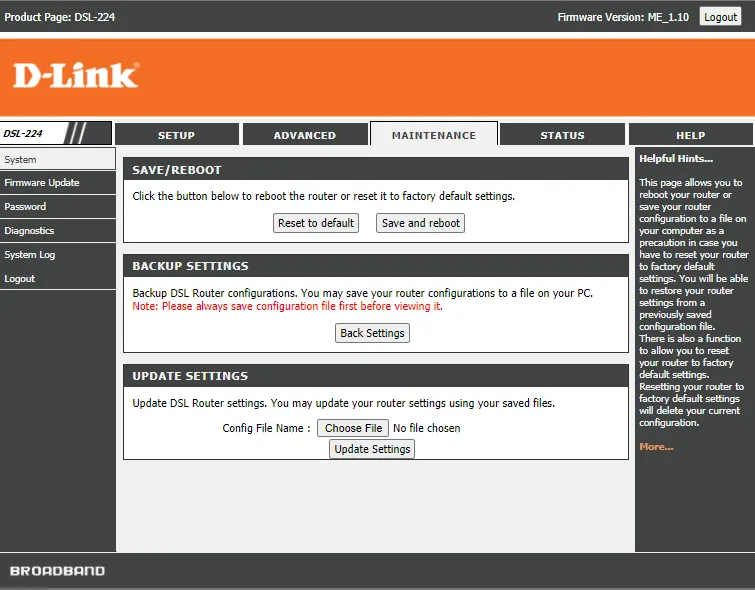 Product Page: DSL-224
Firmware Version: ME_1.10 Logout
D-Link
DSL-224
SETUP
ADVANCED
MAINTENANCE
STATUS
HELP
System
Firmware Update
Password
Diagnostics
System Log
Logout
SAVE/REBOOT
Click the button below to reboot the router or reset it to factory default settings.
Reset to default
Save and reboot
BACKUP SETTINGS
Backup DSL Router configurations. You may save your router configurations to a file on your PC.
Note: Please always save configuration file first before viewing it.
Back Settings
UPDATE SETTINGS
Update DSL Router settings. You may update your router settings using your saved files.
Config File Name : Choose File No file chosen
Update Settings
Helpful Hints...
This page allows you to
reboot your router or
save your router
configuration to a file on
your computer as a
precaution in case you
have to reset your router
to factory default
settings. You will be able
to restore your router
settings from a
previously saved
configuration file.
There is also a function
to allow you to reset
your router to factory
default settings.
Resetting your router to
factory default settings
will delete your current
configuration.
More...
BROADBAND